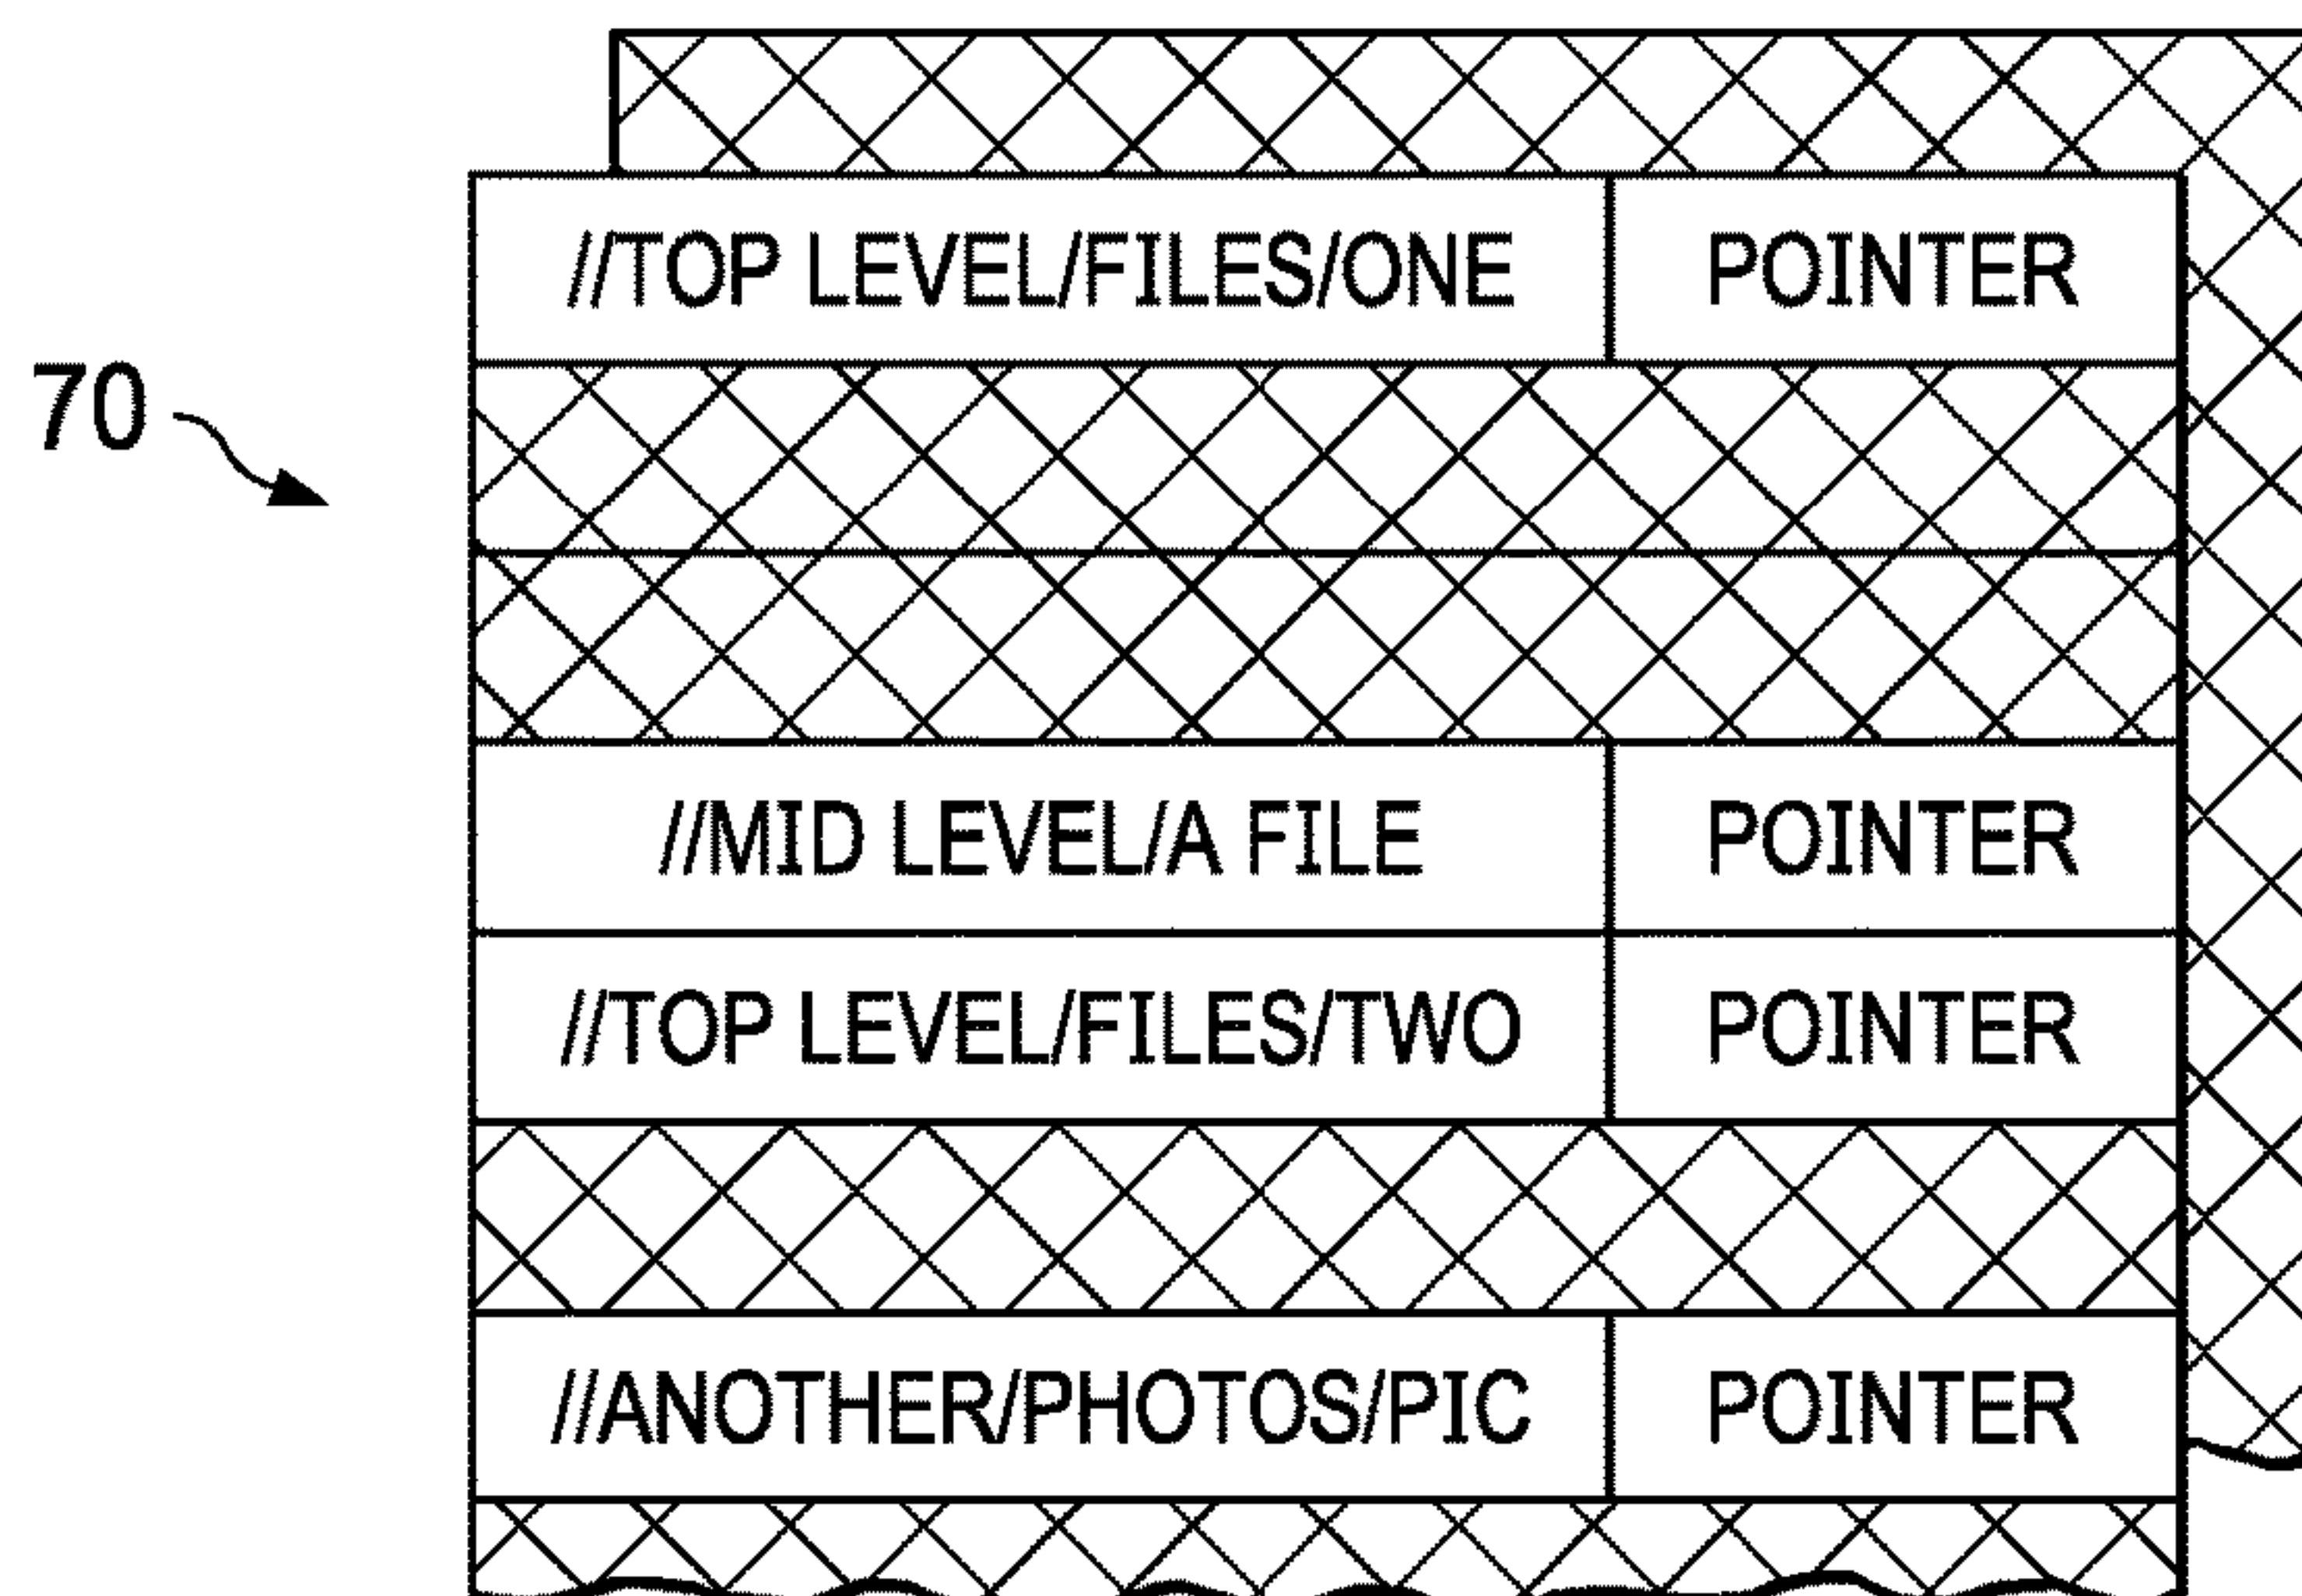 //TOP LEVEL/FILES/ONE POINTER
70
//MID LEVEL/A FILE POINTER
//TOP LEVEL/FILES/TWO POINTER
//ANOTHER/PHOTOS/PIC POINTER